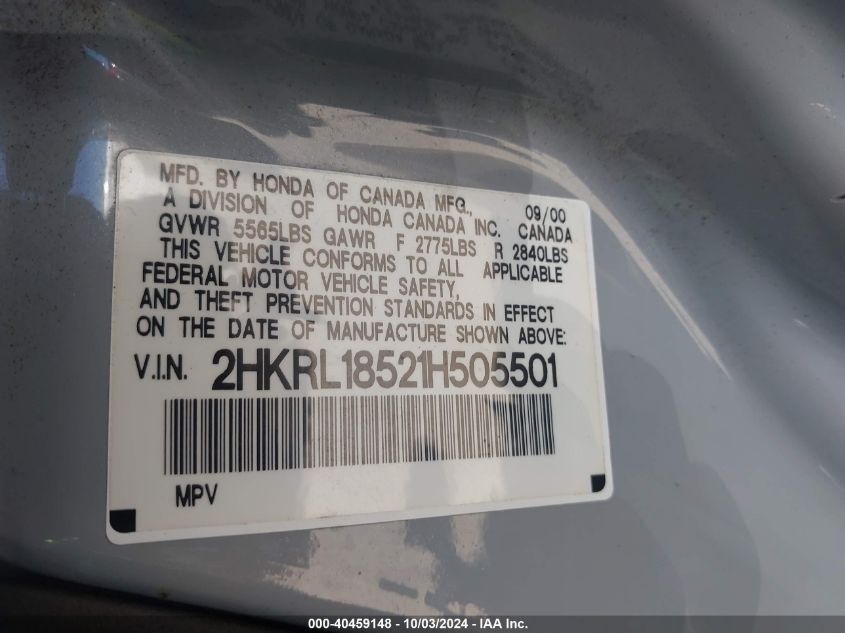 MFD. BY HONDA OF CANADA MFG., 09/00
A DIVISION OF HONDA CANADA INC. CANADA
GVWR 5565LBS GAWR F 2775LBS R 2840LBS
THIS VEHICLE CONFORMS TO ALL APPLICABLE
FEDERAL MOTOR VEHICLE SAFETY,
AND THEFT PREVENTION STANDARDS IN EFFECT
ON THE DATE OF MANUFACTURE SHOWN ABOVE:
V.I.N. 2HKRL18521H505501
MPV
000-40459148 - 10/03/2024 - IAA Inc.